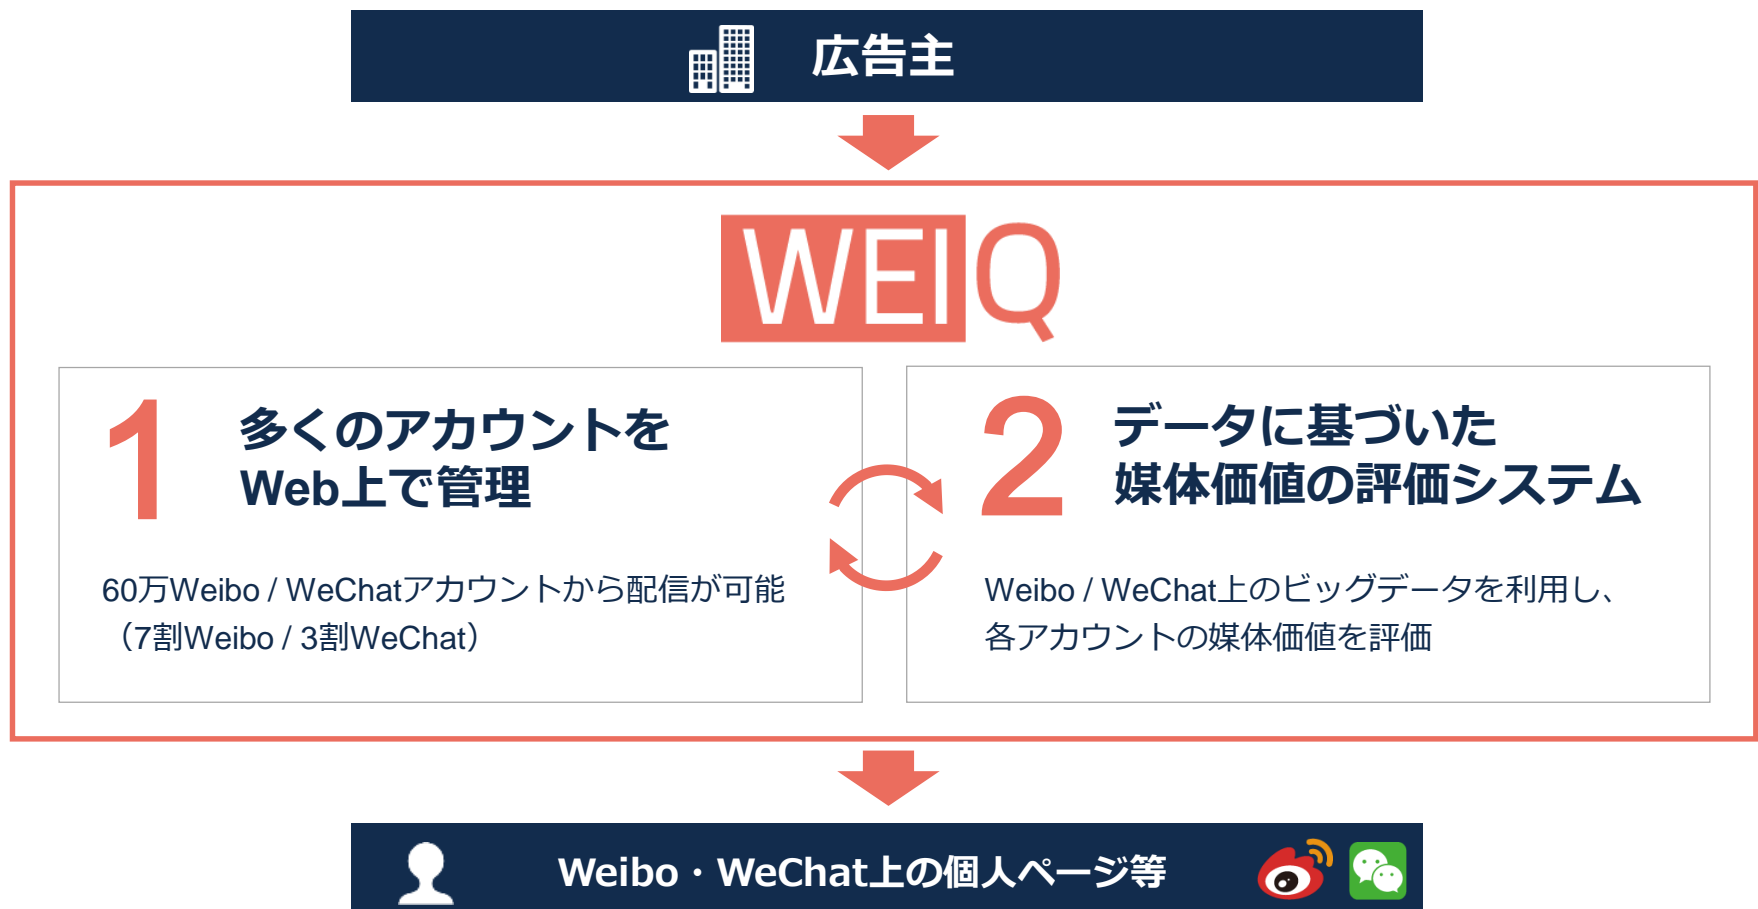 広告主
WEIQ
1
多くのアカウントを
Web上で管理
60万Weibo / WeChatアカウントから配信が可能
（7割Weibo / 3割WeChat）
2
データに基づいた
媒体価値の評価システム
Weibo / WeChat上のビッグデータを利用し、
各アカウントの媒体価値を評価
Weibo・WeChat上の個人ページ等